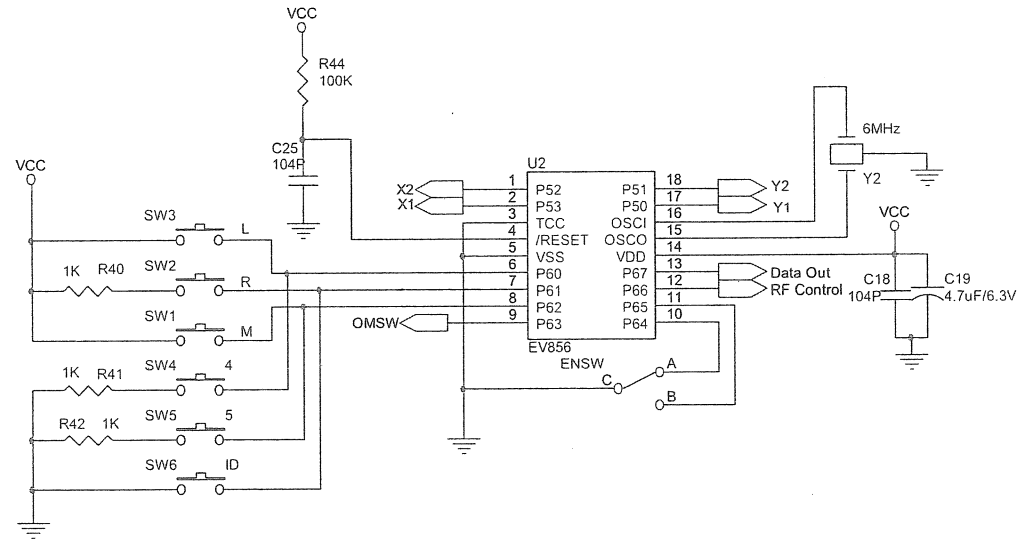 VCC
R44
100K
C25
104P
VCC
SW3
L
1K
R40
SW2
R
SW1
M
1K
R41
SW4
4
R42
1K
SW5
5
SW6
ID
X2
X1
OMSW
U2
1
2
3
4
5
6
7
8
9
P52
P53
TCC
/RESET
VSS
P60
P61
P62
P63
P51
P50
OSCI
OSCO
VDD
P67
P66
P65
P64
18
17
16
15
14
13
12
11
10
EV856
ENSW
A
C
B
Y2
Y1
Data Out
RF Control
6MHz
Y2
VCC
C18
104P
C19
4.7uF/6.3V